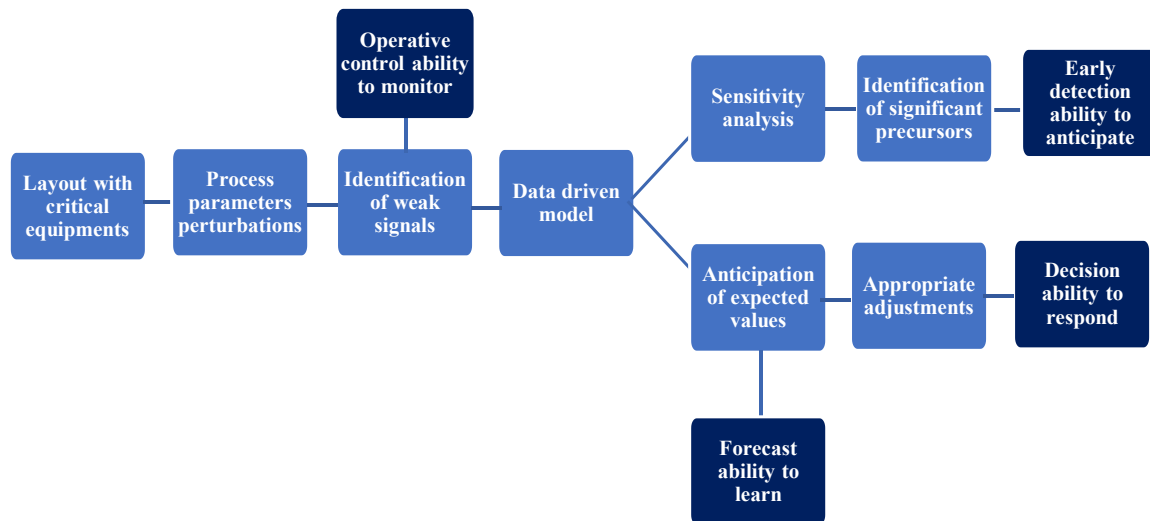 Operative
control ability
to monitor
Layout with
critical
equipments
Process
parameters
perturbations
Identification
of weak
signals
Data driven
model
Sensitivity
analysis
Identification
of significant
precursors
Early
detection
ability to
anticipate
Anticipation
of expected
values
Appropriate
adjustments
Decision
ability to
respond
Forecast
ability to
learn